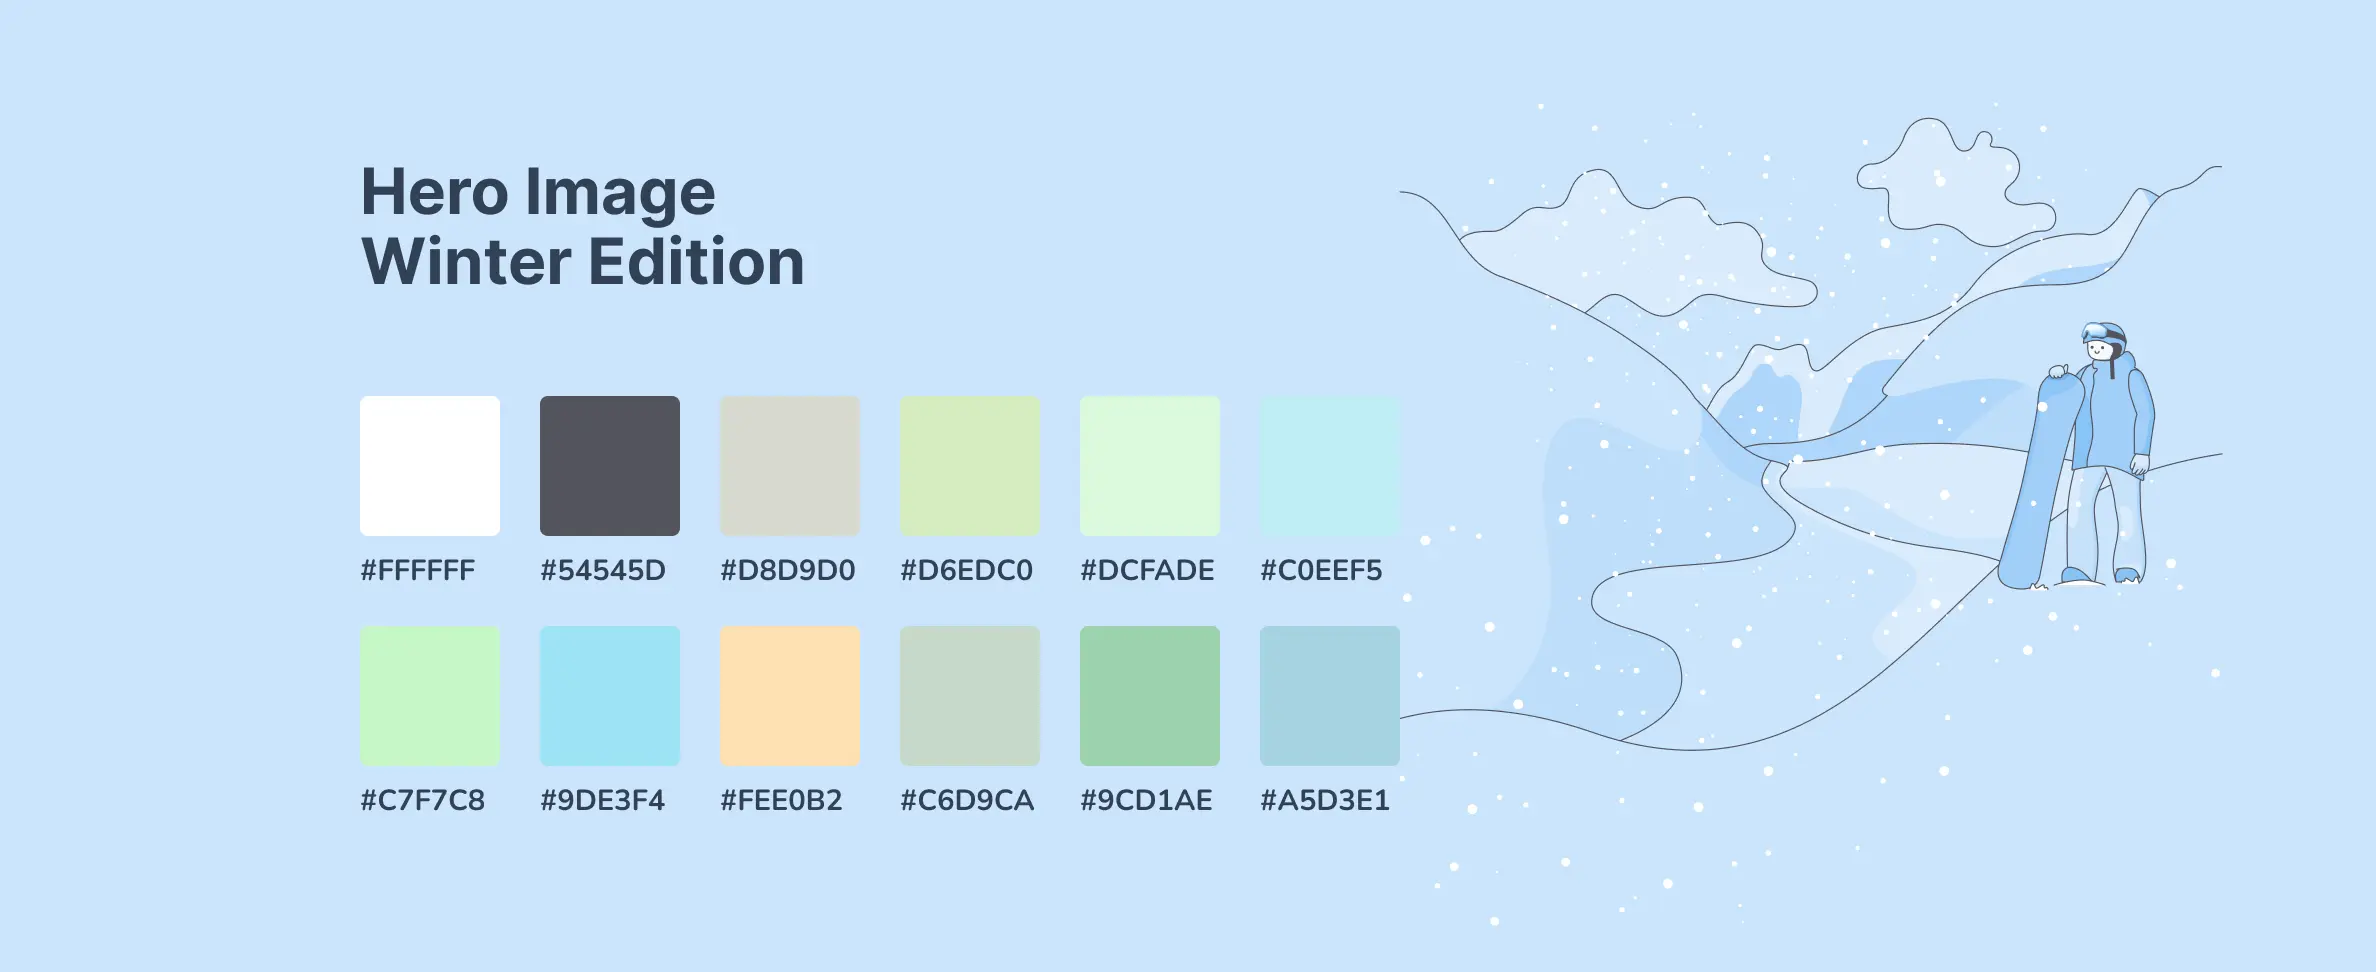 Hero Image
Winter Edition
#FFFFFF #54545D #D8D9D0 #D6EDC0 #DCFADE #C0EEF5
#C7F7C8 #9DE3F4 #FEE0B2 #C6D9CA #9CD1AE #A5D3E1